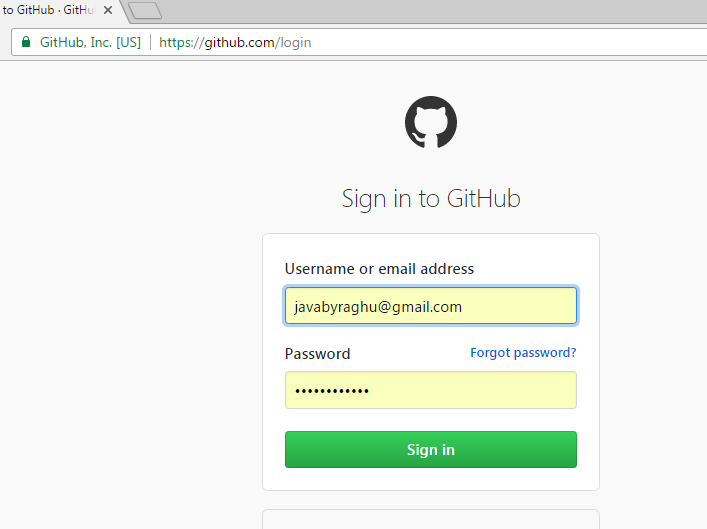 to GitHub · GitHu
GitHub, Inc. [US] https://github.com/login
Sign in to GitHub
Username or email address
javabyraghu@gmail.com
Password Forgot password?
••••••••••••
Sign in